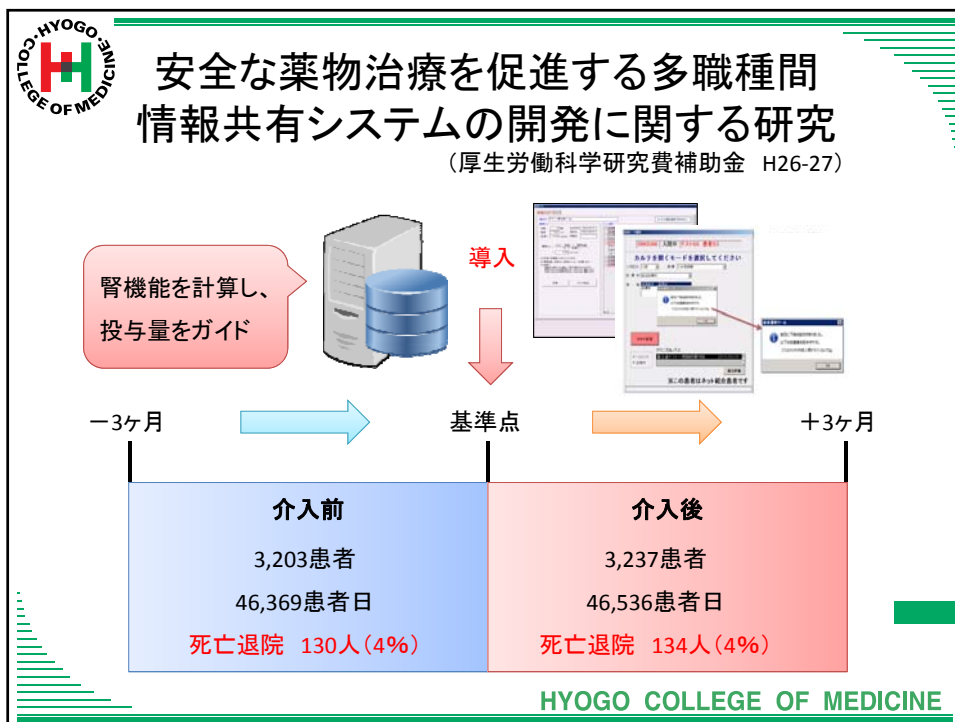 HYOGO
COLLEGE OF MEDICINE
安全な薬物治療を促進する多職種間
情報共有システムの開発に関する研究
（厚生労働科学研究費補助金 H26-27）
腎機能を計算し、
投与量をガイド
導入
カルテを開くモードを選択してください
※この患者はネット総合患者です
－3ヶ月
基準点
＋3ヶ月
介入前
3,203患者
46,369患者日
死亡退院 130人（4%）
介入後
3,237患者
46,536患者日
死亡退院 134人（4%）
HYOGO COLLEGE OF MEDICINE